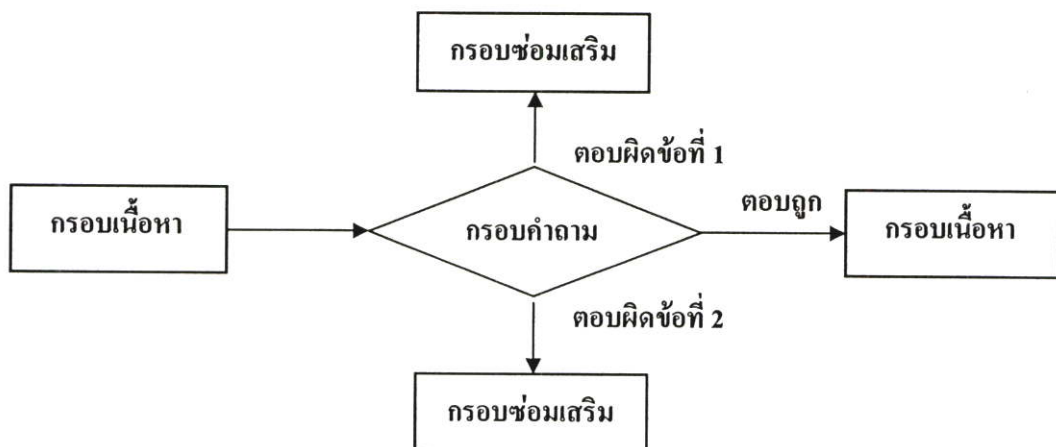 กรอบซ่อมเสริม
ตอบผิดข้อที่ 1
กรอบเนื้อหา
กรอบคำถาม
ตอบถูก
กรอบเนื้อหา
ตอบผิดข้อที่ 2
กรอบซ่อมเสริม